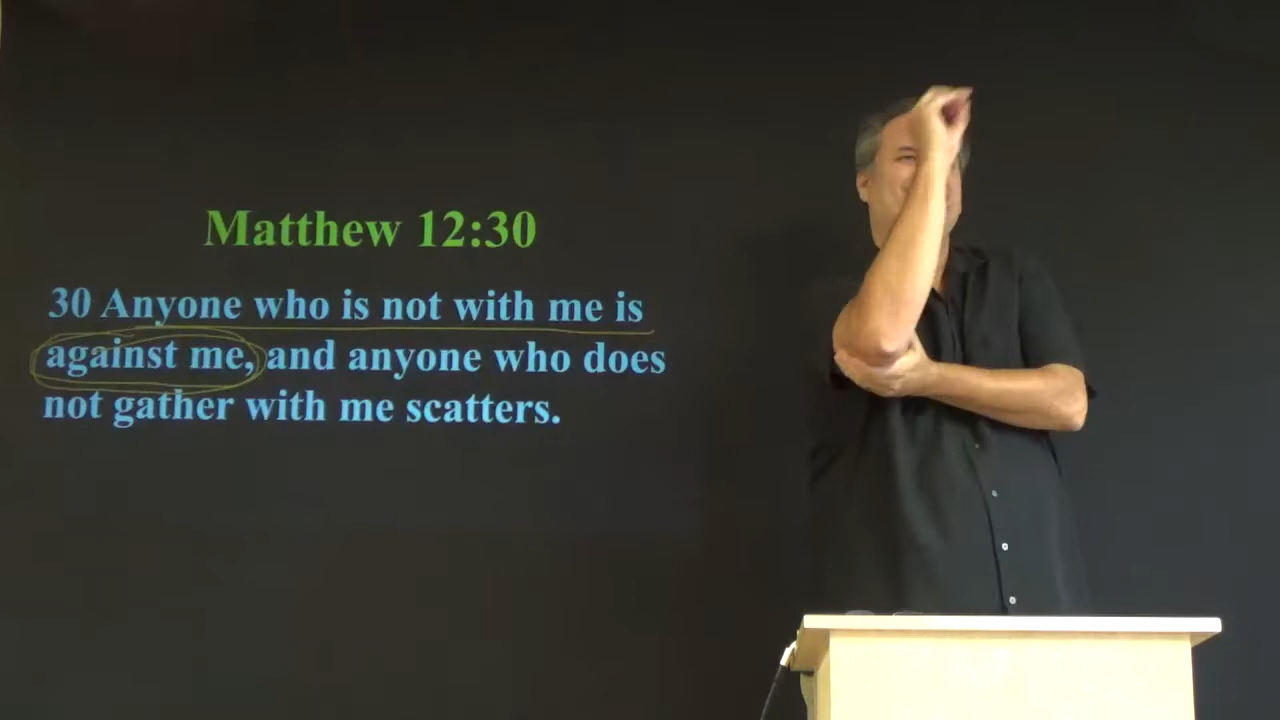 Matthew 12:30
30 Anyone who is not with me is
against me, and anyone who does
not gather with me scatters.